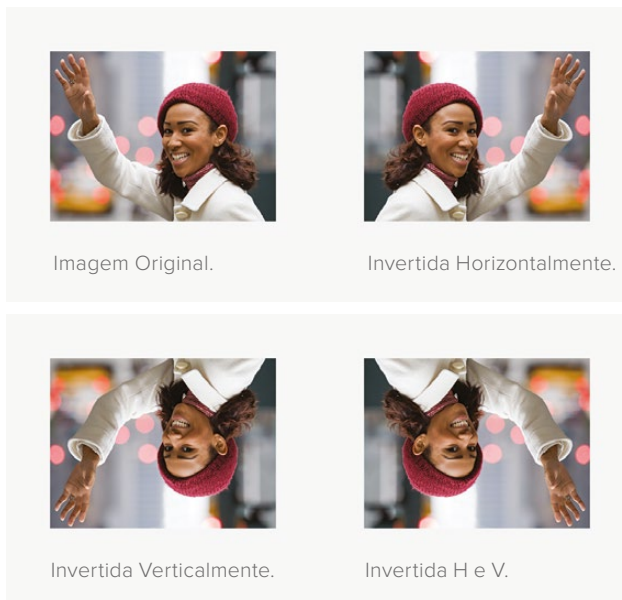 Imagem Original.
Invertida Horizontalmente.
Invertida Verticalmente.
Invertida H e V.